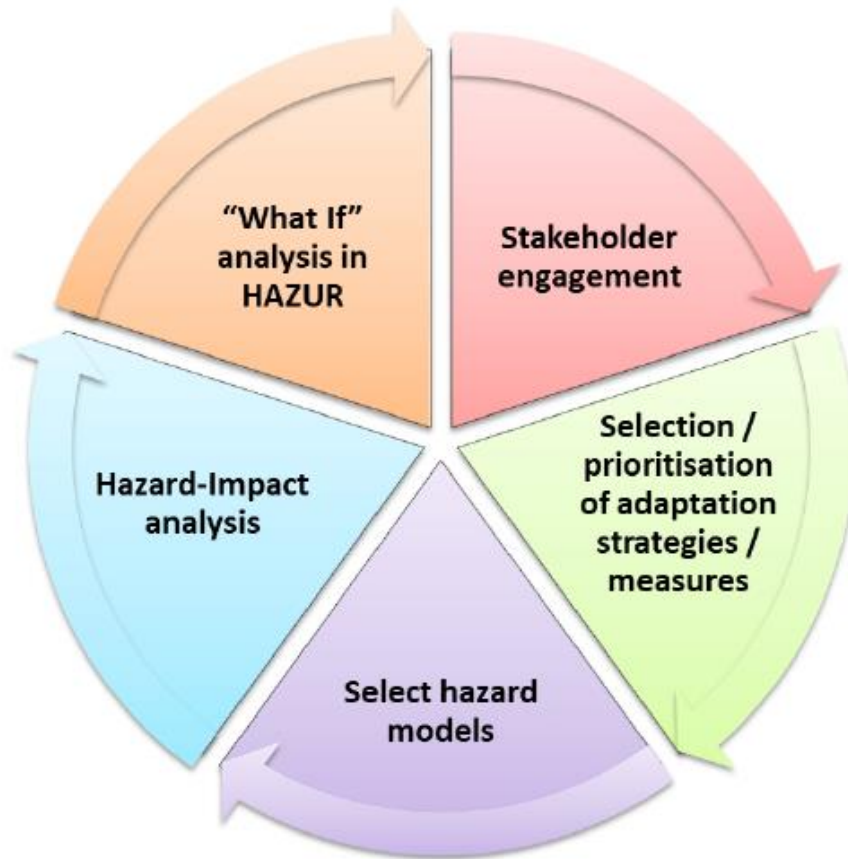 “What If”
analysis in
HAZUR
Stakeholder
engagement
Selection /
prioritisation
of adaptation
strategies /
measures
Select hazard
models
Hazard-Impact
analysis